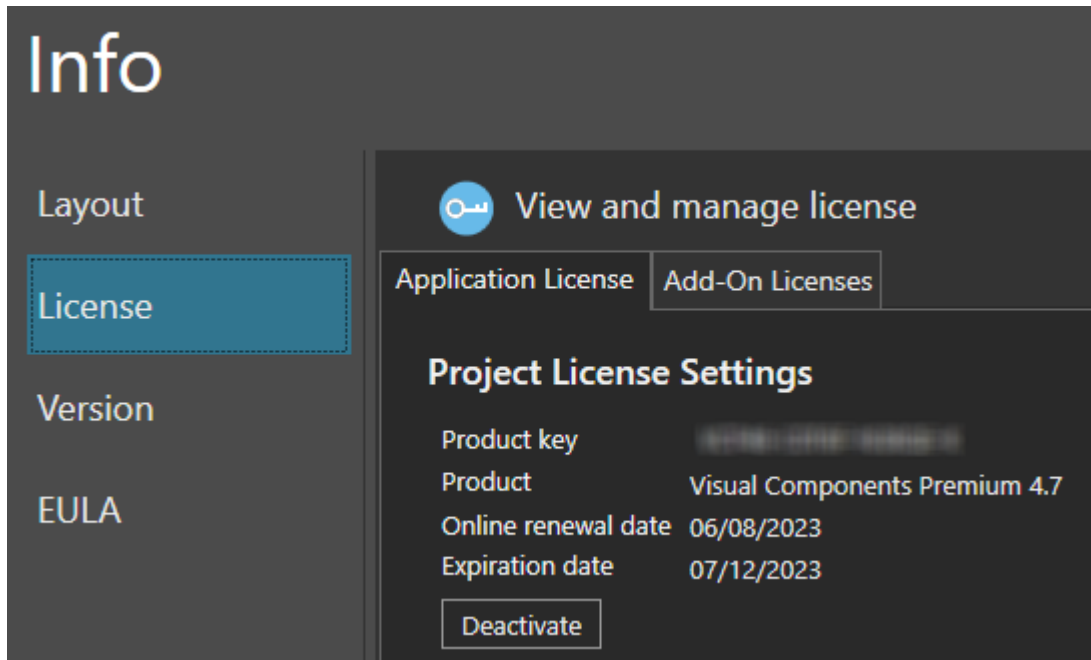 Info
Layout
License
Version
EULA
View and manage license
Application License Add-On Licenses
Project License Settings
Product key
Product Visual Components Premium 4.7
Online renewal date 06/08/2023
Expiration date 07/12/2023
Deactivate